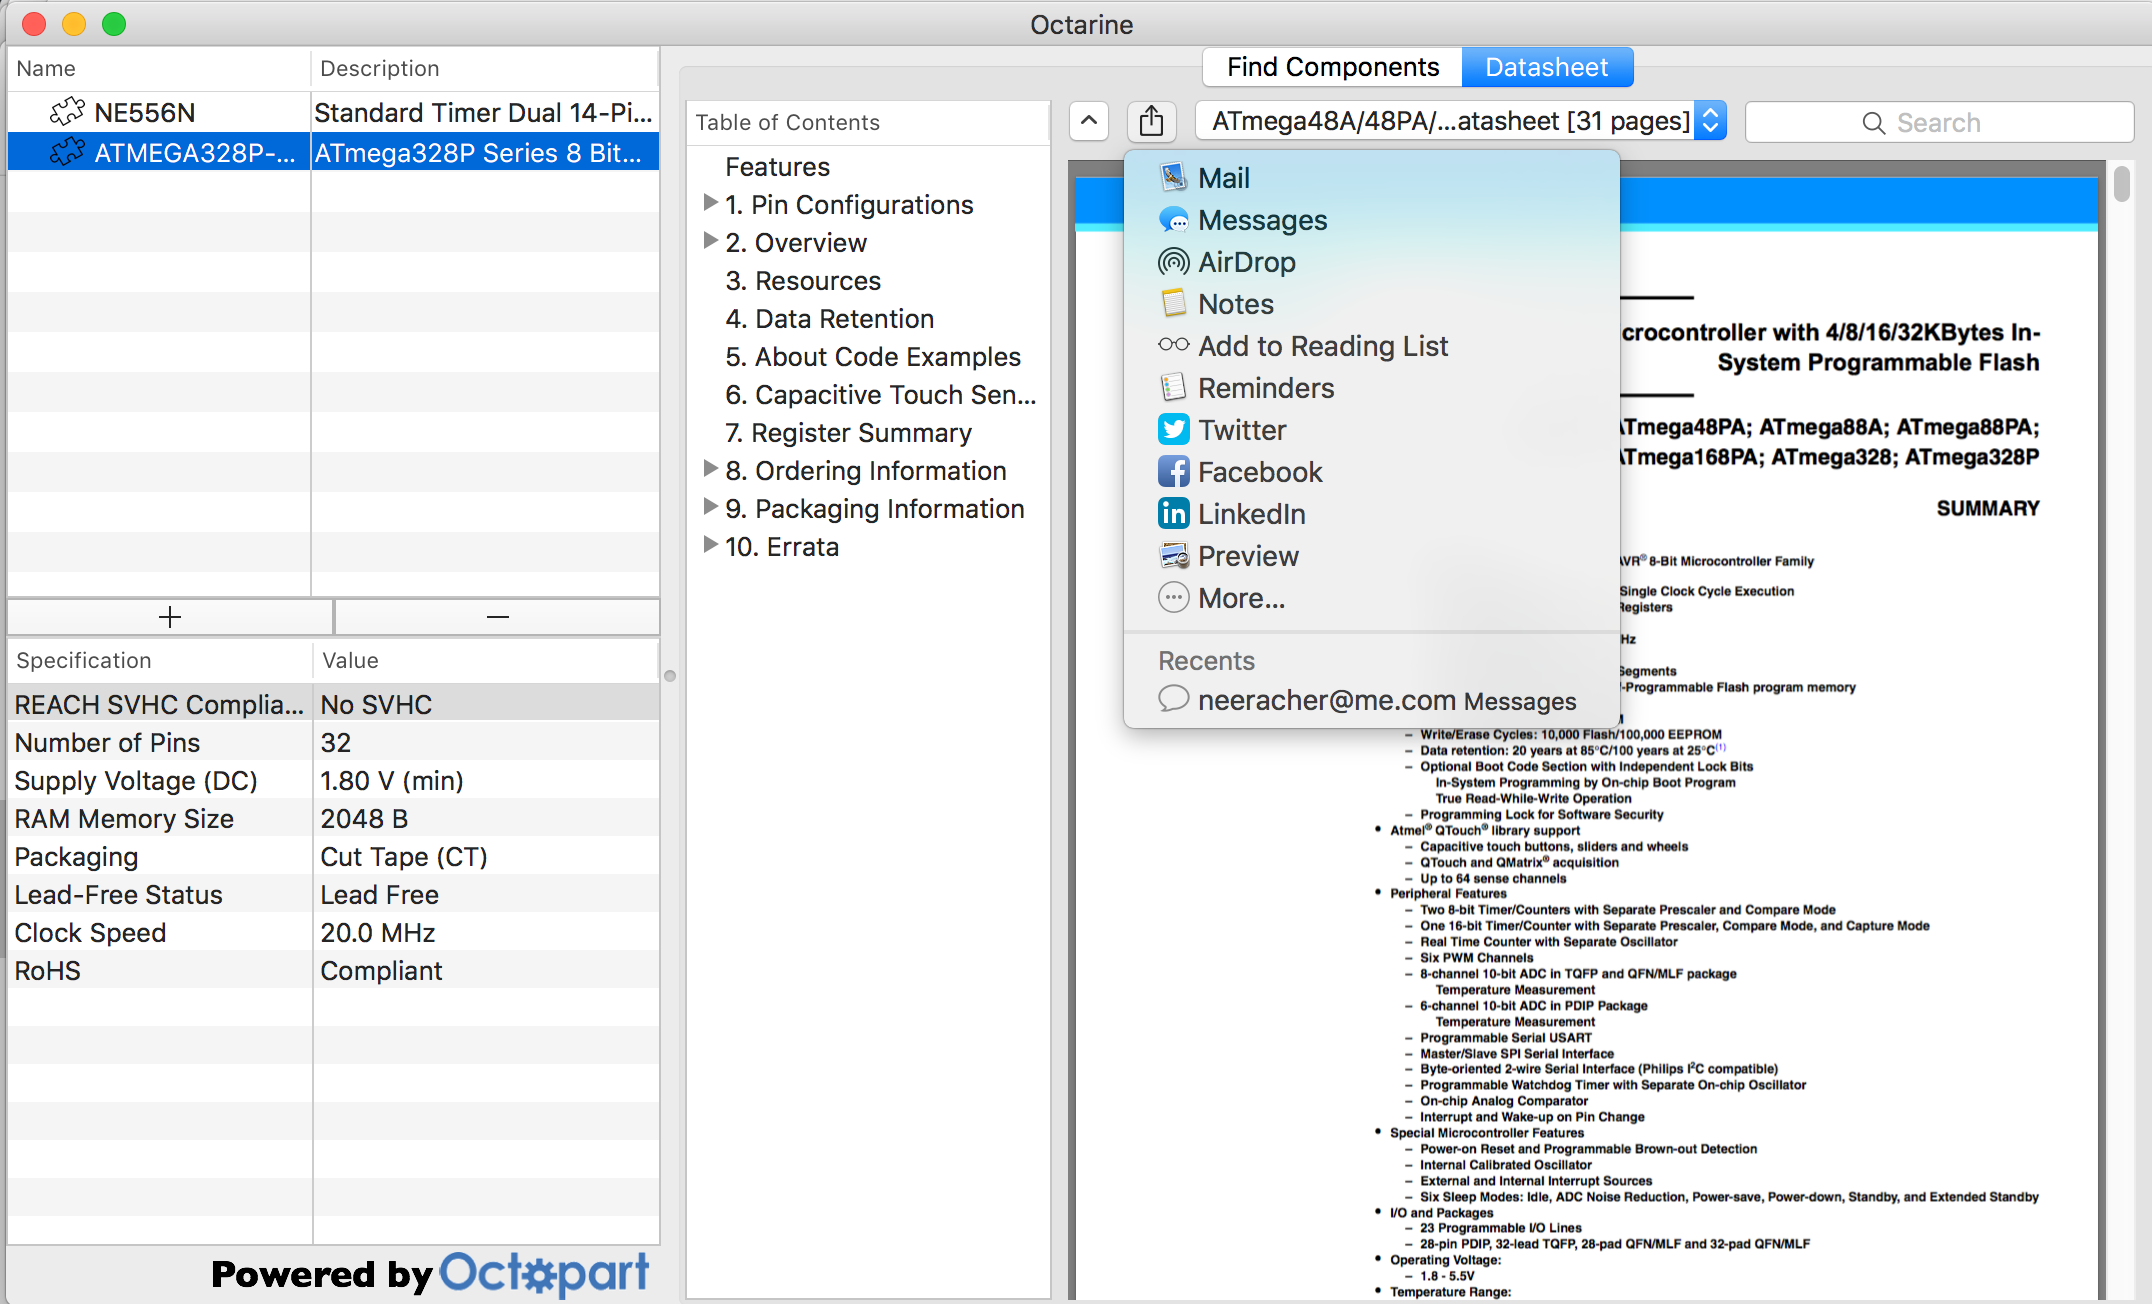 Octarine
Name Description
NE556N Standard Timer Dual 14-Pi...
ATMEGA328P-... ATmega328P Series 8 Bit...
+ −
Specification Value
REACH SVHC Complia... No SVHC
Number of Pins 32
Supply Voltage (DC) 1.80 V (min)
RAM Memory Size 2048 B
Packaging Cut Tape (CT)
Lead-Free Status Lead Free
Clock Speed 20.0 MHz
RoHS Compliant
Powered by Octopart
Find Components Datasheet
Table of Contents
Features
1. Pin Configurations
2. Overview
3. Resources
4. Data Retention
5. About Code Examples
6. Capacitive Touch Sen...
7. Register Summary
8. Ordering Information
9. Packaging Information
10. Errata
ATmega48A/48PA/...atasheet [31 pages]
Search
Mail
Messages
AirDrop
Notes
Add to Reading List
Reminders
Twitter
Facebook
LinkedIn
Preview
More...
Recents
neeracher@me.com Messages
crocontroller with 4/8/16/32KBytes In-
System Programmable Flash
Tmega48PA; ATmega88A; ATmega88PA;
Tmega168PA; ATmega328; ATmega328P
SUMMARY
VR® 8-Bit Microcontroller Family
Single Clock Cycle Execution
Registers
Hz
Segments
-Programmable Flash program memory
– Write/Erase Cycles: 10,000 Flash/100,000 EEPROM
– Data retention: 20 years at 85°C/100 years at 25°C(1)
– Optional Boot Code Section with Independent Lock Bits
In-System Programming by On-chip Boot Program
True Read-While-Write Operation
– Programming Lock for Software Security
• Atmel® QTouch® library support
– Capacitive touch buttons, sliders and wheels
– QTouch and QMatrix® acquisition
– Up to 64 sense channels
• Peripheral Features
– Two 8-bit Timer/Counters with Separate Prescaler and Compare Mode
– One 16-bit Timer/Counter with Separate Prescaler, Compare Mode, and Capture Mode
– Real Time Counter with Separate Oscillator
– Six PWM Channels
– 8-channel 10-bit ADC in TQFP and QFN/MLF package
Temperature Measurement
– 6-channel 10-bit ADC in PDIP Package
Temperature Measurement
– Programmable Serial USART
– Master/Slave SPI Serial Interface
– Byte-oriented 2-wire Serial Interface (Philips I²C compatible)
– Programmable Watchdog Timer with Separate On-chip Oscillator
– On-chip Analog Comparator
– Interrupt and Wake-up on Pin Change
• Special Microcontroller Features
– Power-on Reset and Programmable Brown-out Detection
– Internal Calibrated Oscillator
– External and Internal Interrupt Sources
– Six Sleep Modes: Idle, ADC Noise Reduction, Power-save, Power-down, Standby, and Extended Standby
• I/O and Packages
– 23 Programmable I/O Lines
– 28-pin PDIP, 32-lead TQFP, 28-pad QFN/MLF and 32-pad QFN/MLF
• Operating Voltage:
– 1.8 - 5.5V
• Temperature Range: